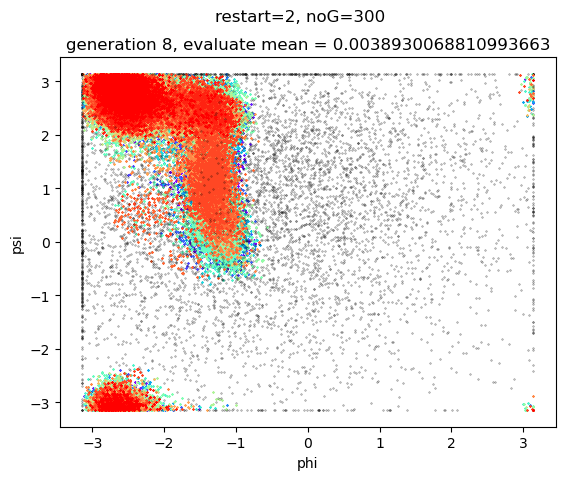 restart=2, noG=300
generation 8, evaluate mean = 0.0038930068810993663
3
2
1
0
−1
−2
−3
psi
−3 −2 −1 0 1 2 3
phi